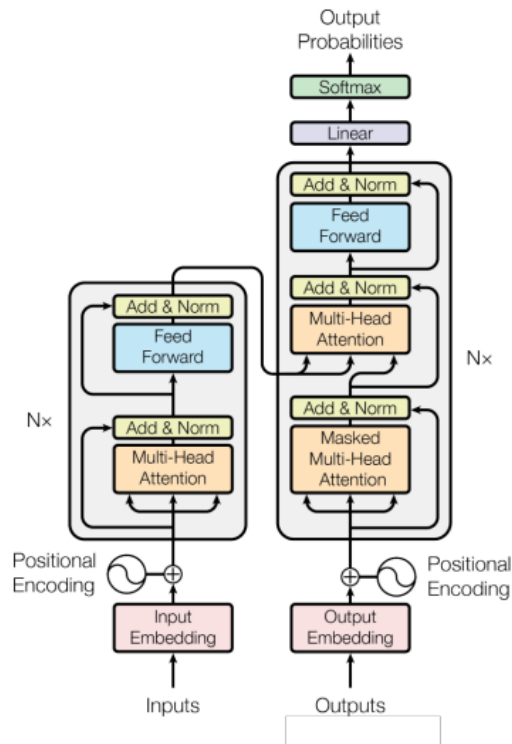 Output
Probabilities
Softmax
Linear
Add & Norm
Feed
Forward
Add & Norm
Multi-Head
Attention
Add & Norm
Masked
Multi-Head
Attention
Nx
Add & Norm
Feed
Forward
Add & Norm
Multi-Head
Attention
Nx
Positional
Encoding
Positional
Encoding
Input
Embedding
Output
Embedding
Inputs
Outputs